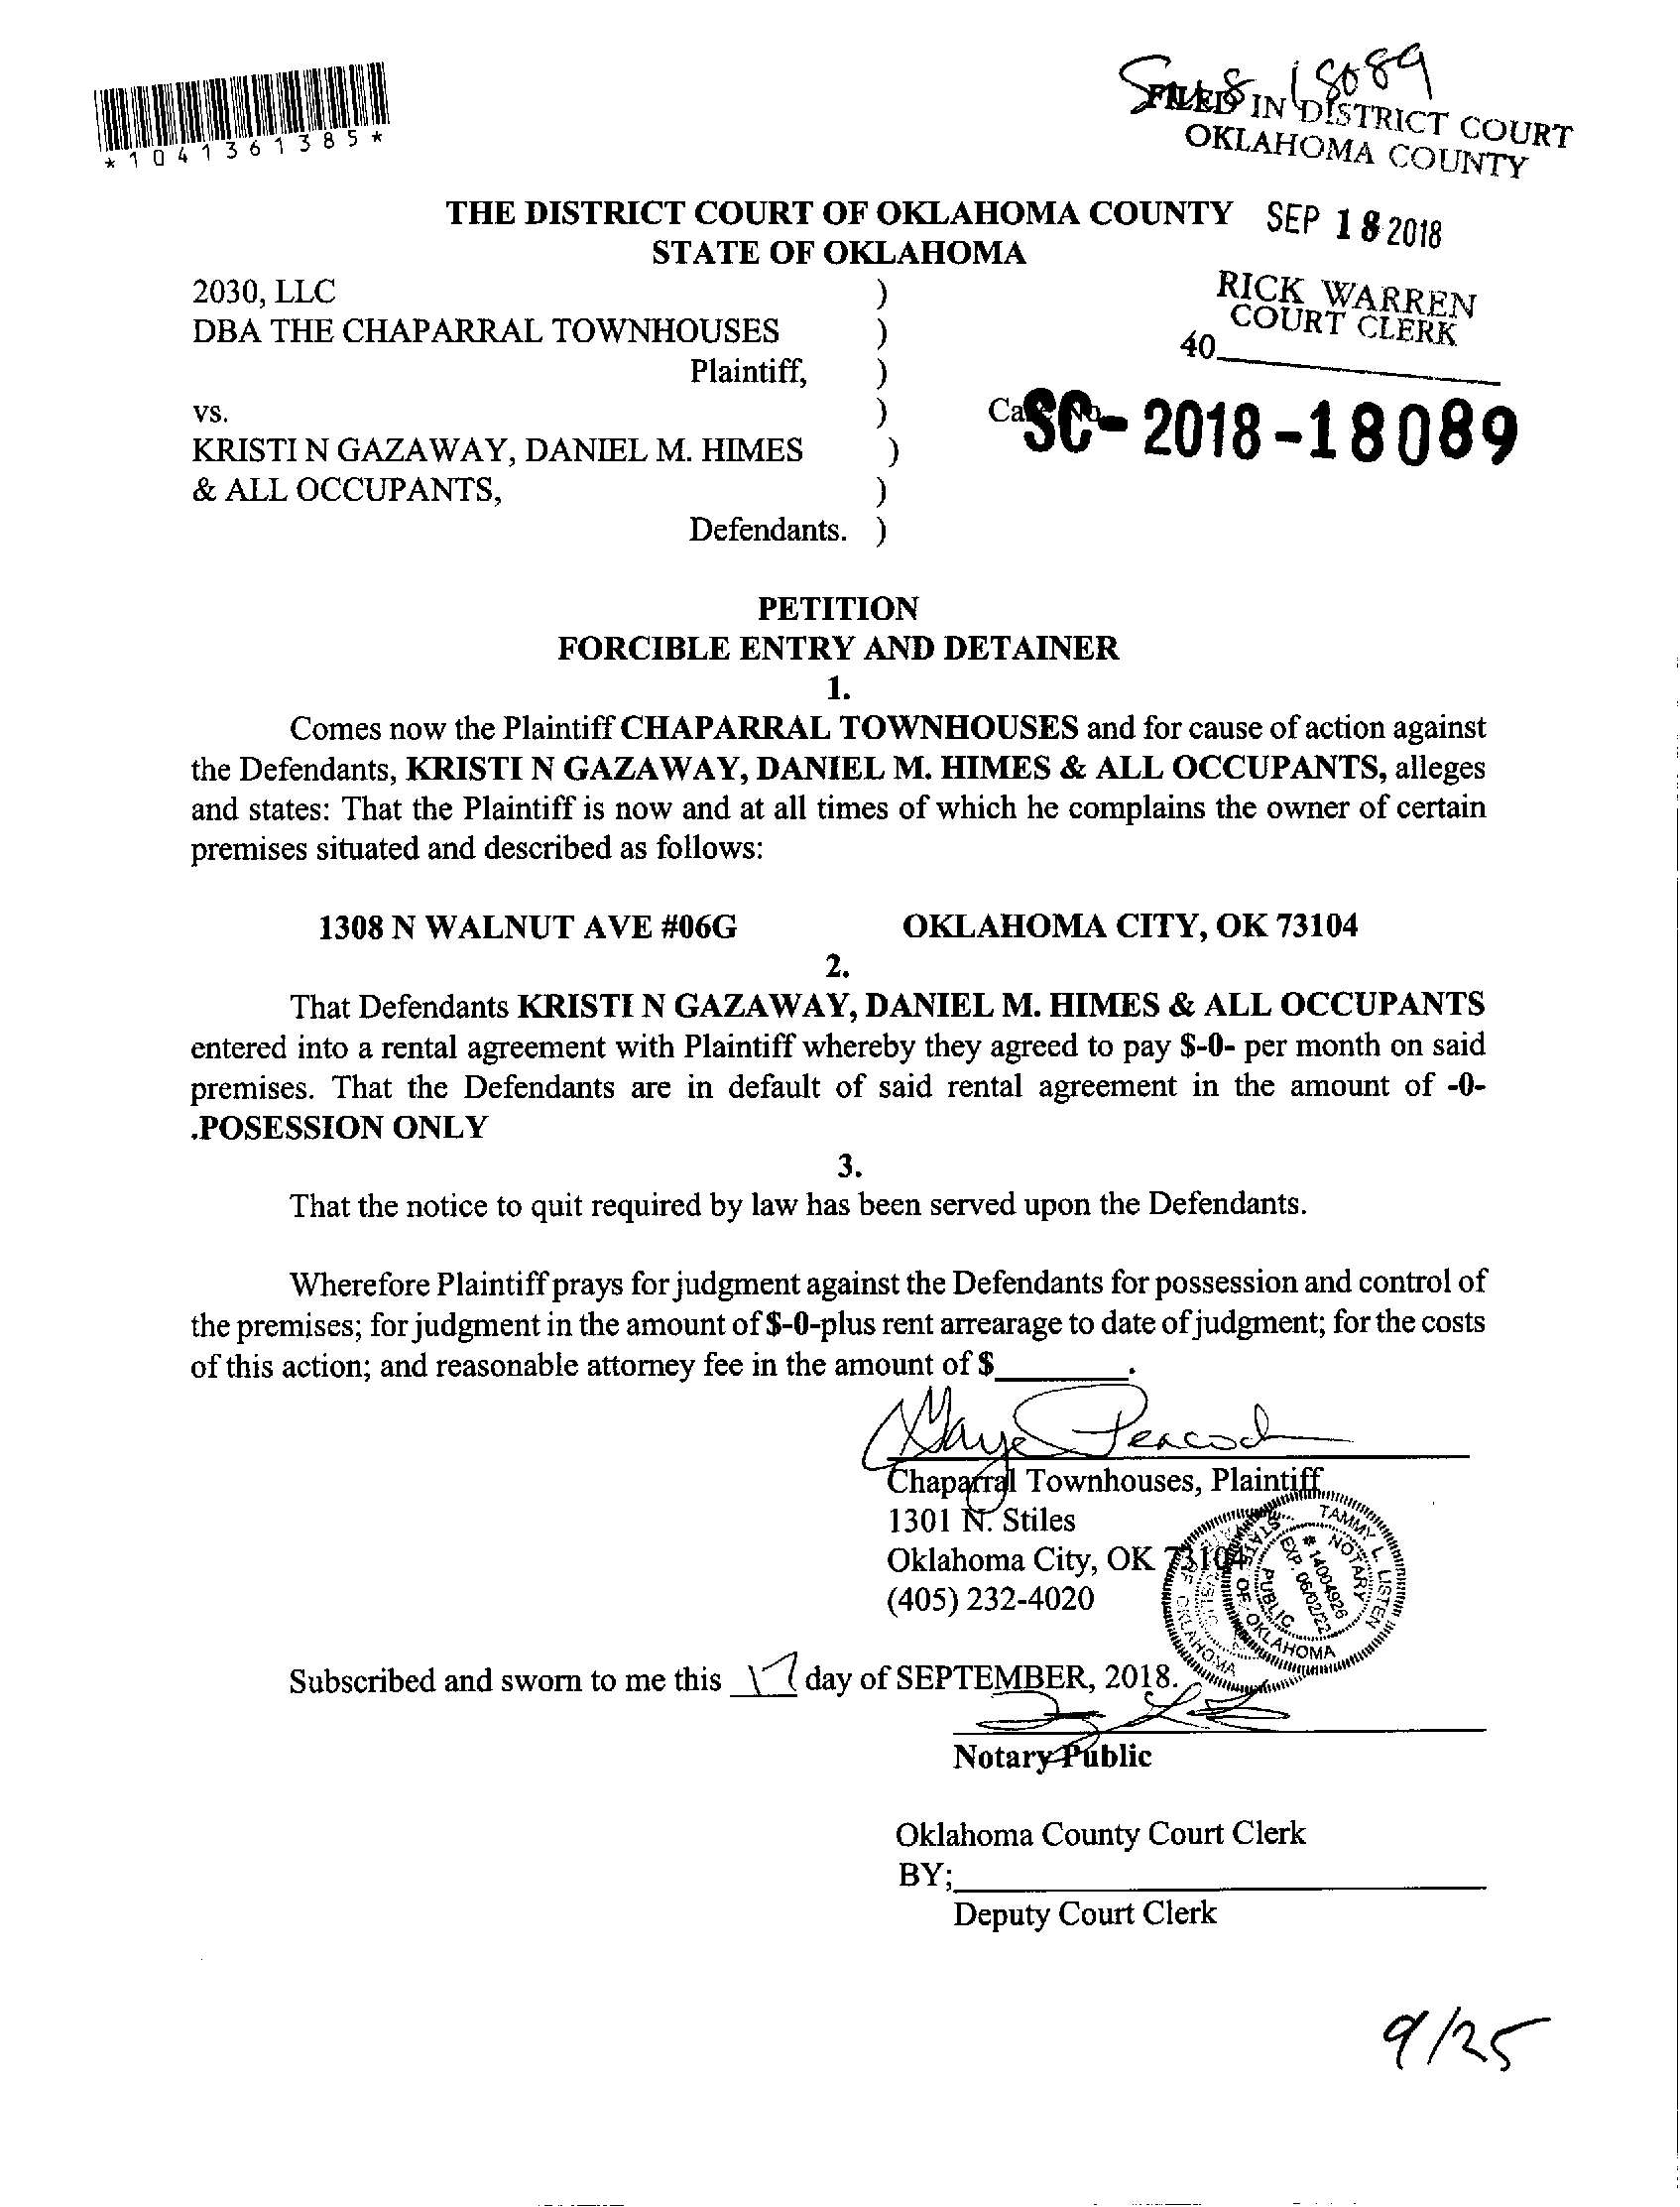 *1041361385*
18089
FILED IN DISTRICT COURT
OKLAHOMA COUNTY
THE DISTRICT COURT OF OKLAHOMA COUNTY
SEP 18 2018
STATE OF OKLAHOMA
2030, LLC )
RICK WARREN
COURT CLERK
DBA THE CHAPARRAL TOWNHOUSES )
40
Plaintiff, )
vs. )
SC-2018-18089
KRISTI N GAZAWAY, DANIEL M. HIMES )
& ALL OCCUPANTS, )
Defendants. )
PETITION
FORCIBLE ENTRY AND DETAINER
1.
Comes now the Plaintiff CHAPARRAL TOWNHOUSES and for cause of action against
the Defendants, KRISTI N GAZAWAY, DANIEL M. HIMES & ALL OCCUPANTS, alleges
and states: That the Plaintiff is now and at all times of which he complains the owner of certain
premises situated and described as follows:
1308 N WALNUT AVE #06G OKLAHOMA CITY, OK 73104
2.
That Defendants KRISTI N GAZAWAY, DANIEL M. HIMES & ALL OCCUPANTS
entered into a rental agreement with Plaintiff whereby they agreed to pay $-0- per month on said
premises. That the Defendants are in default of said rental agreement in the amount of -0-
.POSESSION ONLY
3.
That the notice to quit required by law has been served upon the Defendants.
Wherefore Plaintiff prays for judgment against the Defendants for possession and control of
the premises; for judgment in the amount of $-0-plus rent arrearage to date of judgment; for the costs
of this action; and reasonable attorney fee in the amount of $________.
Gaye Peacock
Chaparral Townhouses, Plaintiff
1301 N. Stiles
Oklahoma City, OK 73104
(405) 232-4020
TAMMY L. LISTEN
NOTARY
# 14004926
EXP. 06/02/22
PUBLIC
STATE OF OKLAHOMA
Subscribed and sworn to me this 17 day of SEPTEMBER, 2018.
Notary Public
Oklahoma County Court Clerk
BY;
Deputy Court Clerk
9/25